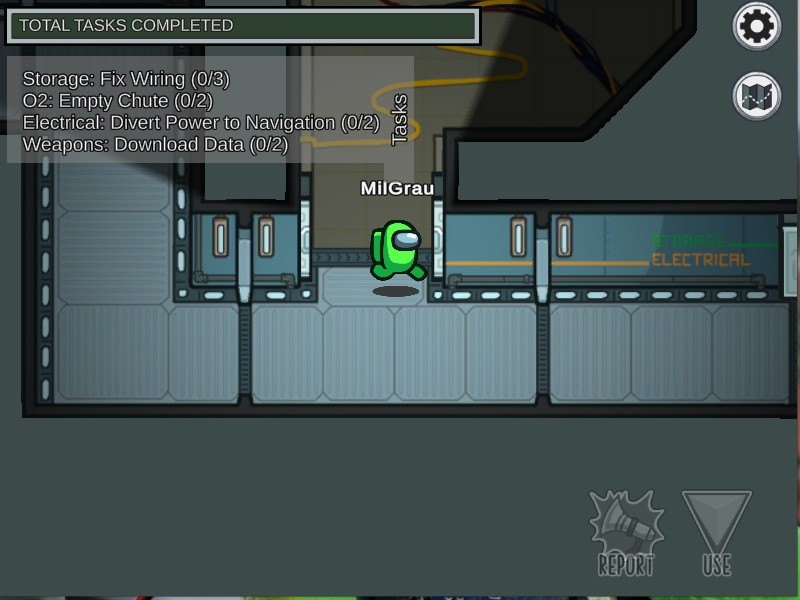 TOTAL TASKS COMPLETED
Storage: Fix Wiring (0/3)
O2: Empty Chute (0/2)
Electrical: Divert Power to Navigation (0/2)
Weapons: Download Data (0/2)
Tasks
MilGrau
STORAGE
ELECTRICAL
REPORT
USE